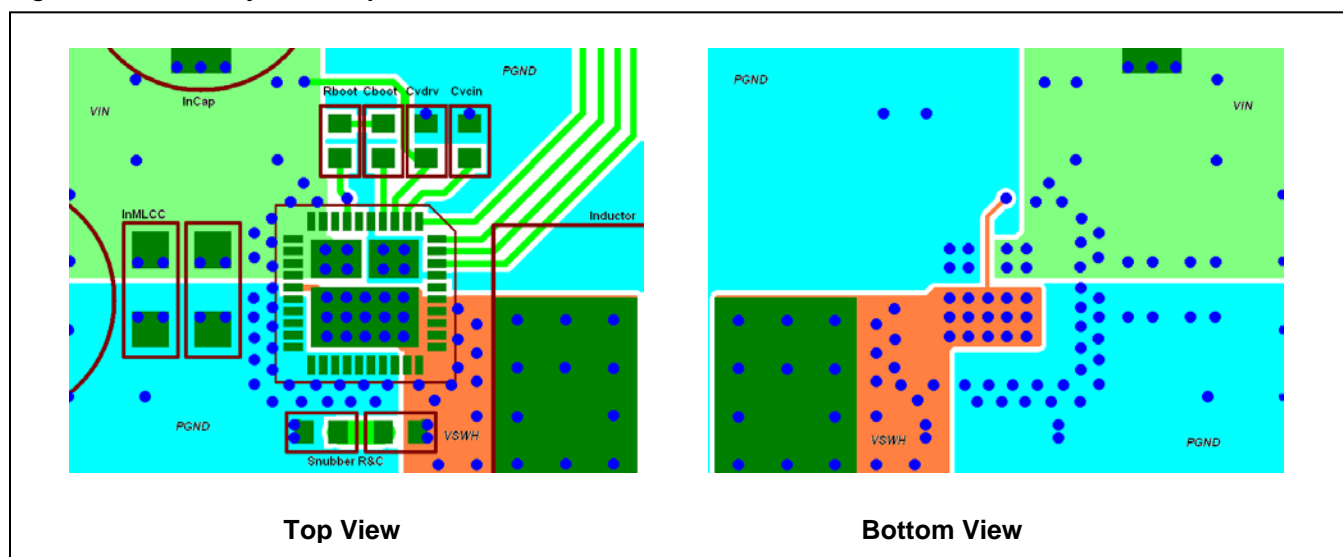 PGND
VIN
InCap
Rboot Cboot Cvdrv Cvcin
InMLCC
Inductor
PGND
VSWH
Snubber R&C
PGND
VIN
VSWH
PGND
Top View
Bottom View